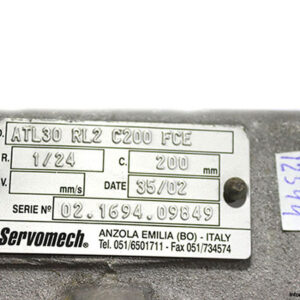 D. ATL30 RL2 C200 FCE
R. 1/24 C. 200 mm
V. mm/s DATE 35/02
SERIE N° 02.1694.09849
Servomech®
ANZOLA EMILIA (BO) - ITALY
Tel. 051/6501711 - Fax 051/734574